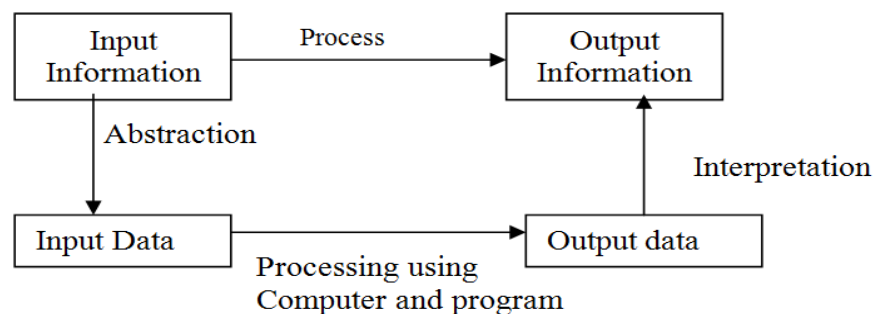 Input
Information
Process
Output
Information
Abstraction
Interpretation
Input Data
Output data
Processing using
Computer and program